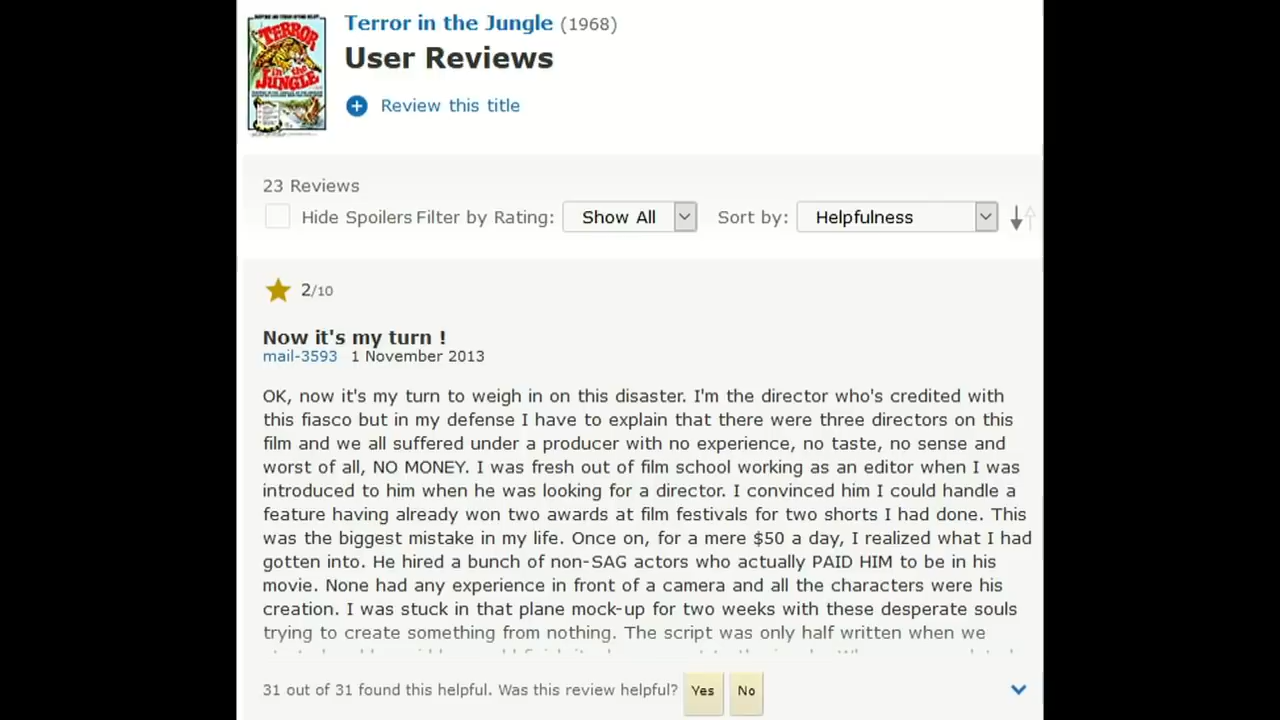 Terror in the Jungle (1968)
User Reviews
Review this title
TERROR
in the
JUNGLE
23 Reviews
Hide Spoilers Filter by Rating: Show All Sort by: Helpfulness
2/10
Now it's my turn !
mail-3593 1 November 2013
OK, now it's my turn to weigh in on this disaster. I'm the director who's credited with
this fiasco but in my defense I have to explain that there were three directors on this
film and we all suffered under a producer with no experience, no taste, no sense and
worst of all, NO MONEY. I was fresh out of film school working as an editor when I was
introduced to him when he was looking for a director. I convinced him I could handle a
feature having already won two awards at film festivals for two shorts I had done. This
was the biggest mistake in my life. Once on, for a mere $50 a day, I realized what I had
gotten into. He hired a bunch of non-SAG actors who actually PAID HIM to be in his
movie. None had any experience in front of a camera and all the characters were his
creation. I was stuck in that plane mock-up for two weeks with these desperate souls
trying to create something from nothing. The script was only half written when we
31 out of 31 found this helpful. Was this review helpful? Yes No